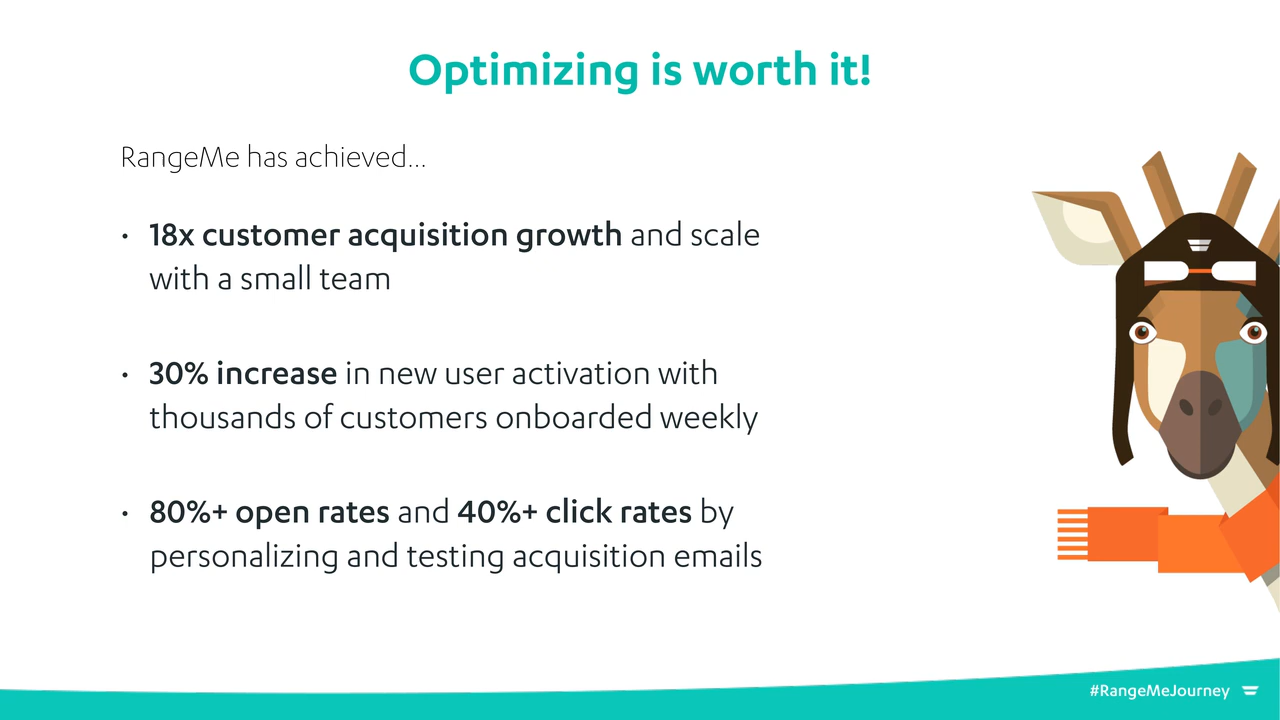 Optimizing is worth it!
RangeMe has achieved...
• 18x customer acquisition growth and scale
with a small team
• 30% increase in new user activation with
thousands of customers onboarded weekly
• 80%+ open rates and 40%+ click rates by
personalizing and testing acquisition emails
#RangeMeJourney